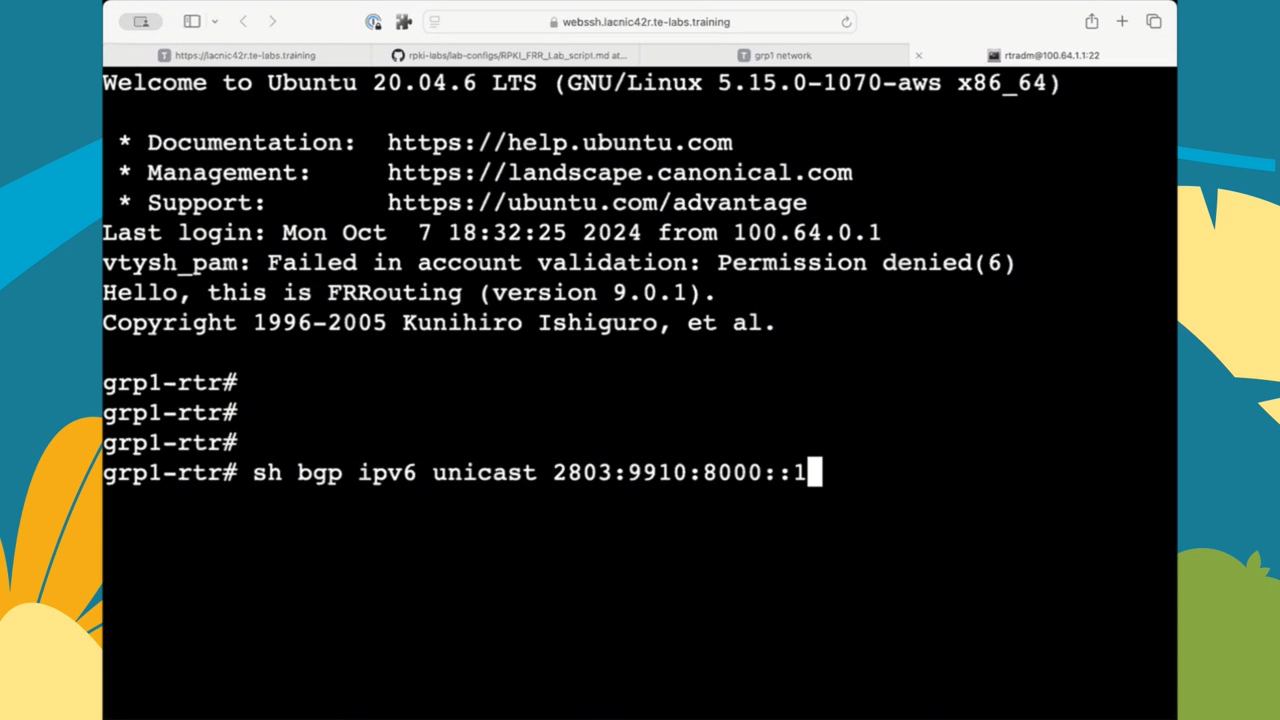 webssh.lacnic42r.te-labs.training
https://lacnic42r.te-labs.training
rpki-labs/lab-configs/RPKI_FRR_Lab_script.md at...
grp1 network
rtradm@100.64.1.1:22
Welcome to Ubuntu 20.04.6 LTS (GNU/Linux 5.15.0-1070-aws x86_64)
* Documentation:  https://help.ubuntu.com
* Management:     https://landscape.canonical.com
* Support:        https://ubuntu.com/advantage
Last login: Mon Oct  7 18:32:25 2024 from 100.64.0.1
vtysh_pam: Failed in account validation: Permission denied(6)
Hello, this is FRRouting (version 9.0.1).
Copyright 1996-2005 Kunihiro Ishiguro, et al.
grp1-rtr#
grp1-rtr#
grp1-rtr#
grp1-rtr# sh bgp ipv6 unicast 2803:9910:8000::1